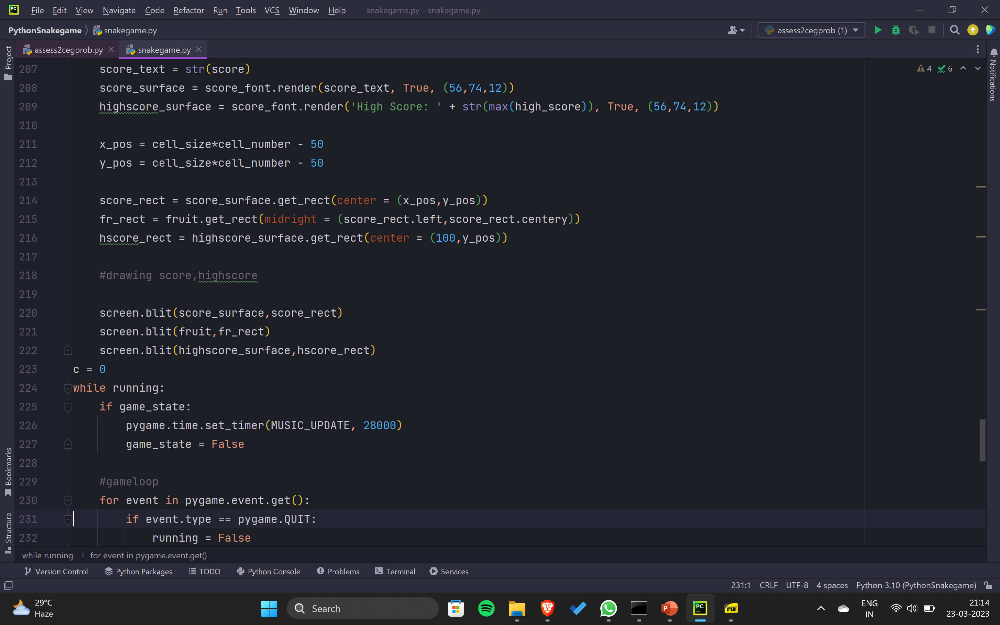 PC File Edit View Navigate Code Refactor Run Tools VCS Window Help snakegame.py - snakegame.py
PythonSnakegame snakegame.py assess2cegprob (1)
assess2cegprob.py snakegame.py
Project
Bookmarks
Structure
Notifications
4 6
207 score_text = str(score)
208 score_surface = score_font.render(score_text, True, (56,74,12))
209 highscore_surface = score_font.render('High Score: ' + str(max(high_score)), True, (56,74,12))
210
211 x_pos = cell_size*cell_number - 50
212 y_pos = cell_size*cell_number - 50
213
214 score_rect = score_surface.get_rect(center = (x_pos,y_pos))
215 fr_rect = fruit.get_rect(midright = (score_rect.left,score_rect.centery))
216 hscore_rect = highscore_surface.get_rect(center = (100,y_pos))
217
218 #drawing score,highscore
219
220 screen.blit(score_surface,score_rect)
221 screen.blit(fruit,fr_rect)
222 screen.blit(highscore_surface,hscore_rect)
223 c = 0
224 while running:
225 if game_state:
226 pygame.time.set_timer(MUSIC_UPDATE, 28000)
227 game_state = False
228
229 #gameloop
230 for event in pygame.event.get():
231 if event.type == pygame.QUIT:
232 running = False
while running for event in pygame.event.get()
Version Control Python Packages TODO Python Console Problems Terminal Services
231:1 CRLF UTF-8 4 spaces Python 3.10 (PythonSnakegame)
29°C
Haze
Search
P
PC
PDF
ENG
IN
21:14
23-03-2023